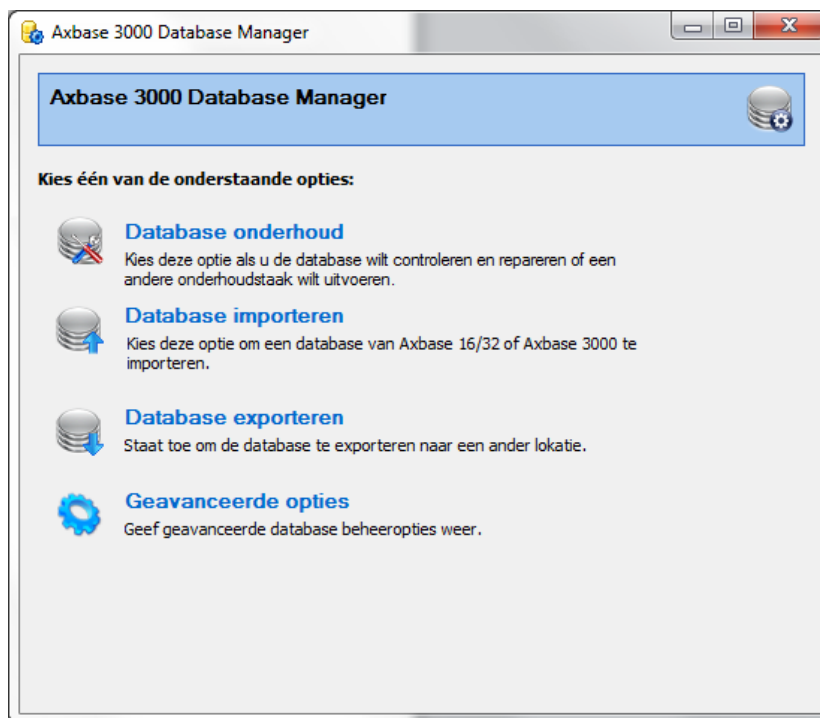 Axbase 3000 Database Manager
Axbase 3000 Database Manager
Kies één van de onderstaande opties:
Database onderhoud
Kies deze optie als u de database wilt controleren en repareren of een
andere onderhoudstaak wilt uitvoeren.
Database importeren
Kies deze optie om een database van Axbase 16/32 of Axbase 3000 te
importeren.
Database exporteren
Staat toe om de database te exporteren naar een ander lokatie.
Geavanceerde opties
Geef geavanceerde database beheeropties weer.